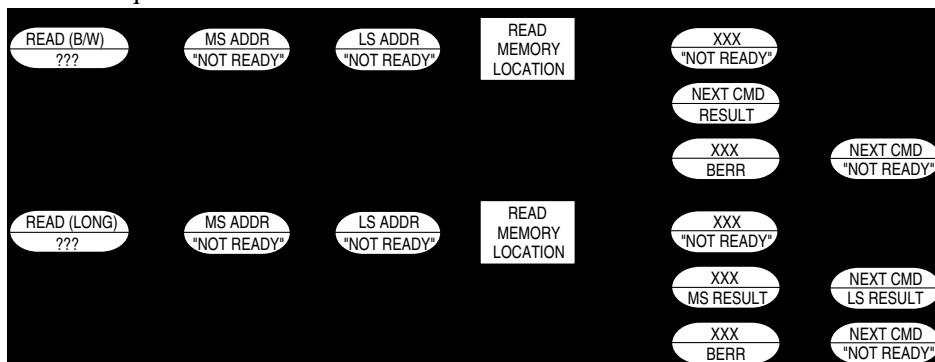 READ (B/W)
???
MS ADDR
"NOT READY"
LS ADDR
"NOT READY"
READ
MEMORY
LOCATION
XXX
"NOT READY"
NEXT CMD
RESULT
XXX
BERR
NEXT CMD
"NOT READY"
READ (LONG)
???
MS ADDR
"NOT READY"
LS ADDR
"NOT READY"
READ
MEMORY
LOCATION
XXX
"NOT READY"
XXX
MS RESULT
NEXT CMD
LS RESULT
XXX
BERR
NEXT CMD
"NOT READY"